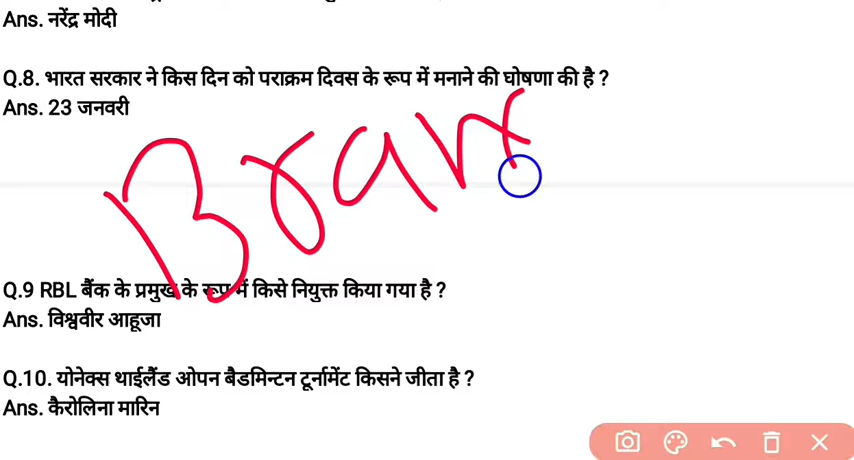 Ans. नरेंद्र मोदी
Q.8. भारत सरकार ने किस दिन को पराक्रम दिवस के रूप में मनाने की घोषणा की है ?
Ans. 23 जनवरी
Q.9 RBL बैंक के प्रमुख के रूप में किसे नियुक्त किया गया है ?
Ans. विश्ववीर आहूजा
Q.10. योनेक्स थाईलैंड ओपन बैडमिन्टन टूर्नामेंट किसने जीता है ?
Ans. कैरोलिना मारिन